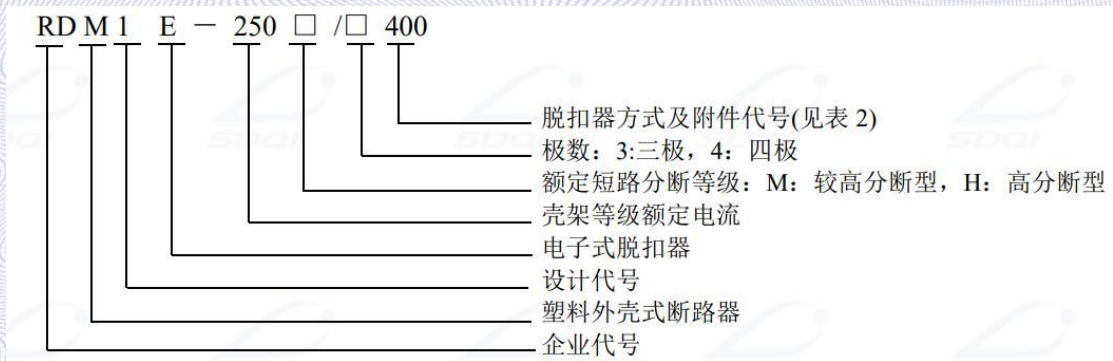 RD M 1 E － 250 □ /□ 400
脱扣器方式及附件代号(见表 2)
极数：3:三极，4：四极
额定短路分断等级：M：较高分断型，H：高分断型
壳架等级额定电流
电子式脱扣器
设计代号
塑料外壳式断路器
企业代号
SDQI
SDQI
SDQI